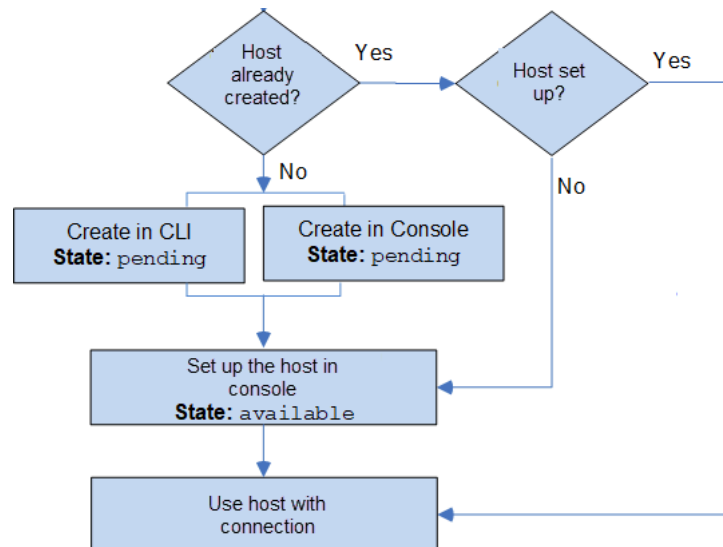 Host
already
created?
Yes
Host set
up?
Yes
No
No
Create in CLI
State: pending
Create in Console
State: pending
Set up the host in
console
State: available
Use host with
connection